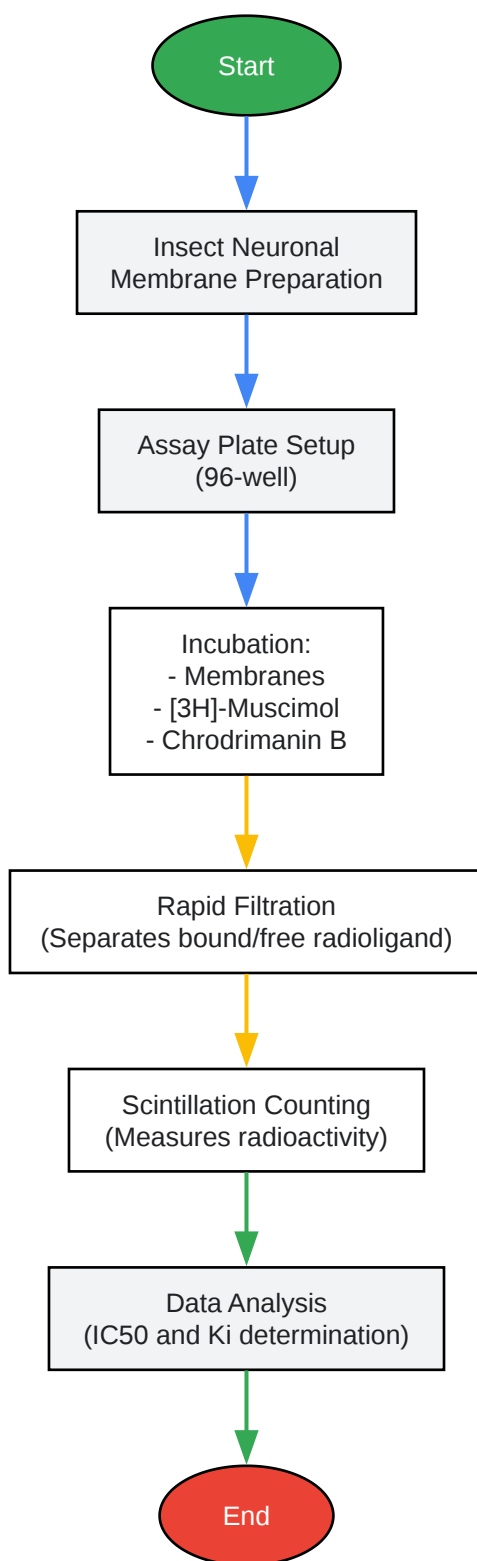 Start
Insect Neuronal
Membrane Preparation
Assay Plate Setup
(96-well)
Incubation:
- Membranes
- [3H]-Muscimol
- Chrodrimanin B
Rapid Filtration
(Separates bound/free radioligand)
Scintillation Counting
(Measures radioactivity)
Data Analysis
(IC50 and Ki determination)
End